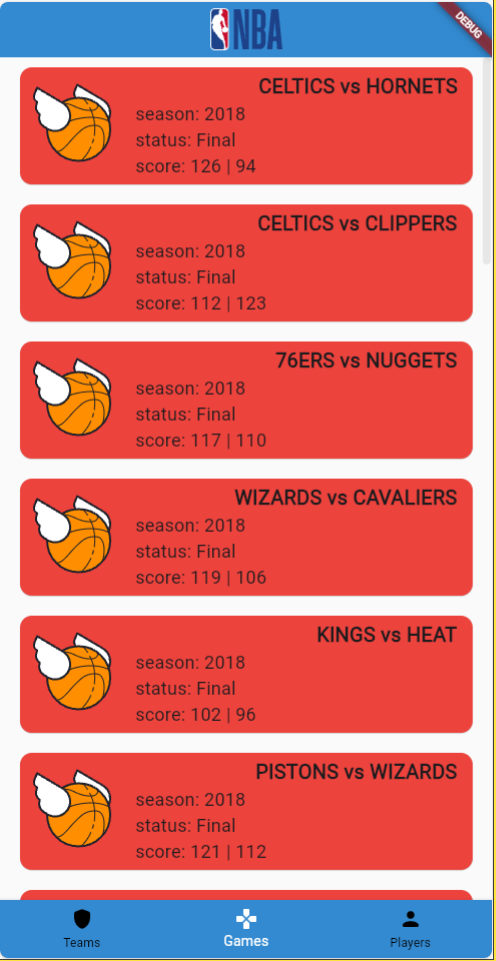 NBA
DEBUG
CELTICS vs HORNETS
season: 2018
status: Final
score: 126 | 94
CELTICS vs CLIPPERS
season: 2018
status: Final
score: 112 | 123
76ERS vs NUGGETS
season: 2018
status: Final
score: 117 | 110
WIZARDS vs CAVALIERS
season: 2018
status: Final
score: 119 | 106
KINGS vs HEAT
season: 2018
status: Final
score: 102 | 96
PISTONS vs WIZARDS
season: 2018
status: Final
score: 121 | 112
Teams
Games
Players